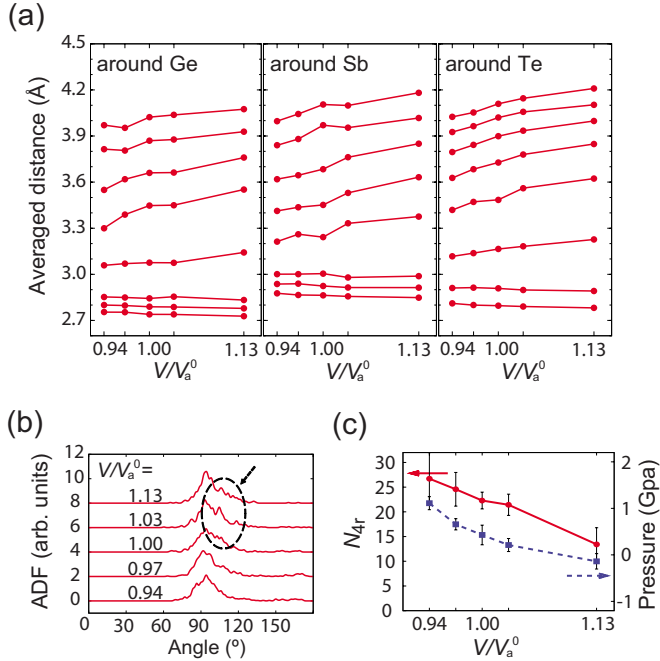 (a)
4.5
4.2
3.9
3.6
3.3
3.0
2.7
Averaged distance (Å)
around Ge
around Sb
around Te
0.94 1.00 1.13
0.94 1.00 1.13
0.94 1.00 1.13
V/Va0
V/Va0
V/Va0
(b)
ADF (arb. units)
12
10
8
6
4
2
0
V/Va0=
1.13
1.03
1.00
0.97
0.94
0 30 60 90 120 150
Angle (º)
(c)
N4r
30
25
20
15
10
5
0
2
1
0
-1
Pressure (Gpa)
0.94 1.00 1.13
V/Va0